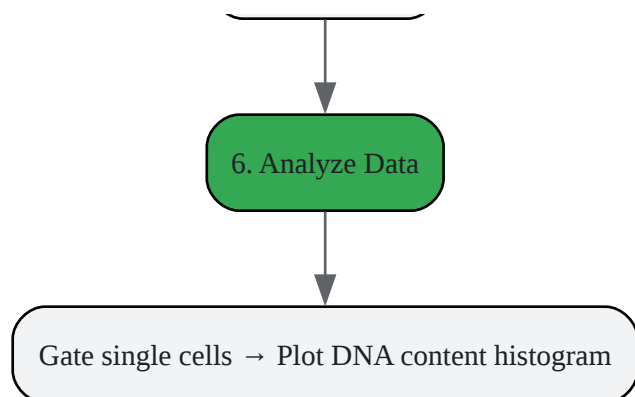 6. Analyze Data
Gate single cells → Plot DNA content histogram